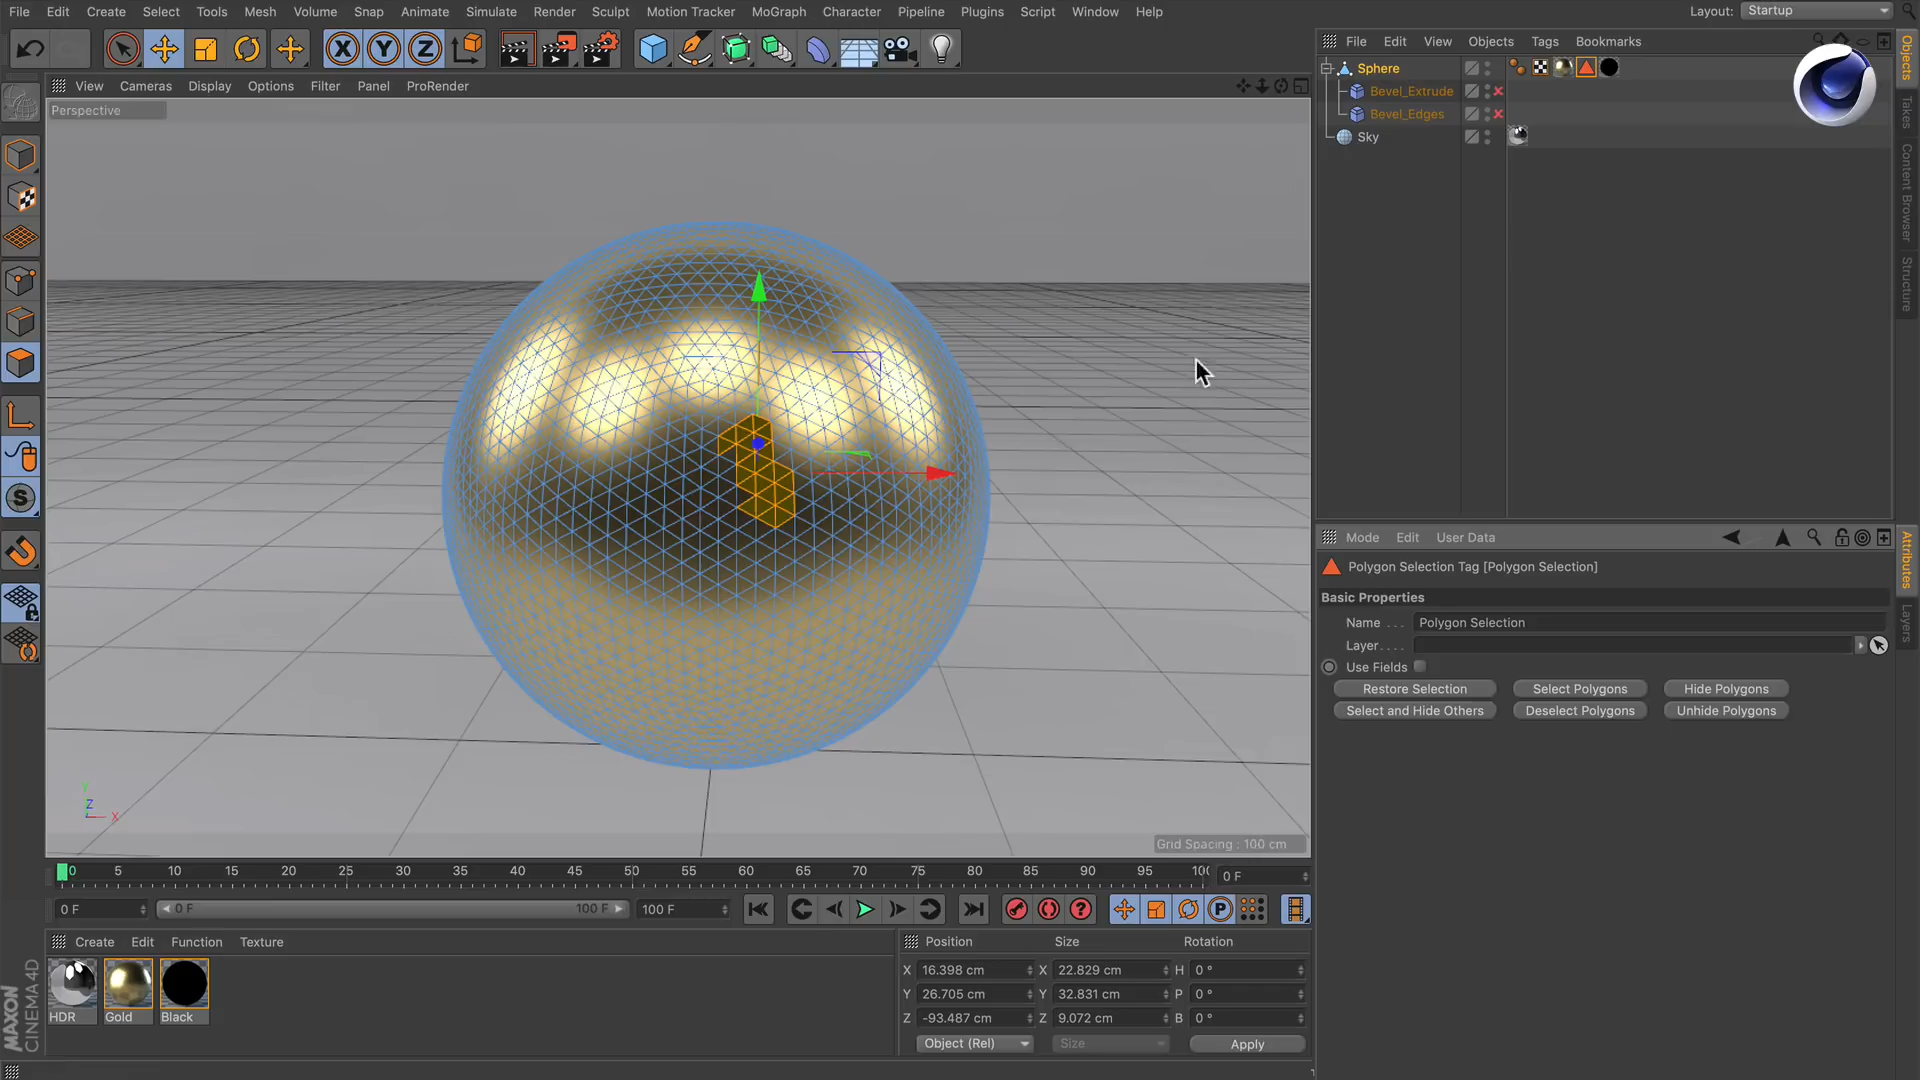 File Edit Create Select Tools Mesh Volume Snap Animate Simulate Render Sculpt Motion Tracker MoGraph Character Pipeline Plugins Script Window Help Layout: Startup
X Y Z
File Edit View Objects Tags Bookmarks
View Cameras Display Options Filter Panel ProRender
Perspective
Sphere
Bevel_Extrude
Bevel_Edges
Sky
Objects
Takes
Content Browser
Structure
S
Mode Edit User Data
Polygon Selection Tag [Polygon Selection]
Basic Properties
Name . . . Polygon Selection
Layer. . . .
Use Fields
Restore Selection Select Polygons Hide Polygons
Select and Hide Others Deselect Polygons Unhide Polygons
Attributes
Layers
Y
Z
X
Grid Spacing : 100 cm
0 5 10 15 20 25 30 35 40 45 50 55 60 65 70 75 80 85 90 95 100 0 F
0 F 0 F 100 F 100 F ? P
Create Edit Function Texture
HDR Gold Black
MAXON
CINEMA 4D
Position Size Rotation
X 16.398 cm X 22.829 cm H 0 °
Y 26.705 cm Y 32.831 cm P 0 °
Z -93.487 cm Z 9.072 cm B 0 °
Object (Rel) Size Apply